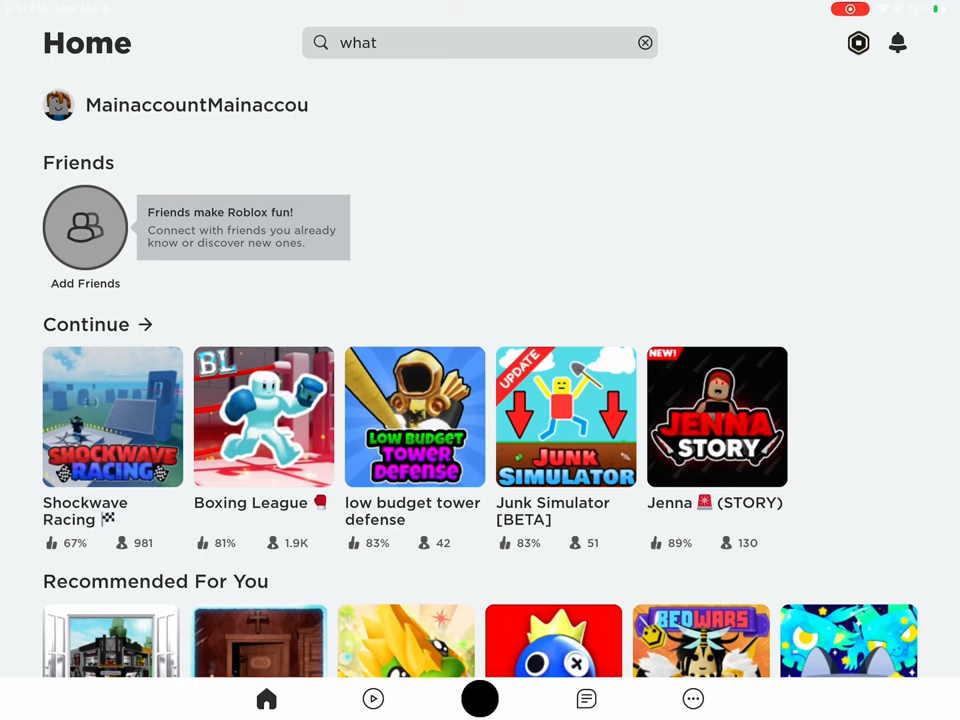 Home
what
MainaccountMainaccou
Friends
Friends make Roblox fun!
Connect with friends you already
know or discover new ones.
Add Friends
Continue →
SHOCKWAVE
RACING
BL
LOW BUDGET
TOWER
DEFENSE
UPDATE
JUNK
SIMULATOR
NEW!
JENNA
STORY
Shockwave
Racing 🏁
Boxing League 🥊
low budget tower
defense
Junk Simulator
[BETA]
Jenna 🚨 (STORY)
67% 981
81% 1.9K
83% 42
83% 51
89% 130
Recommended For You
BEDWARS